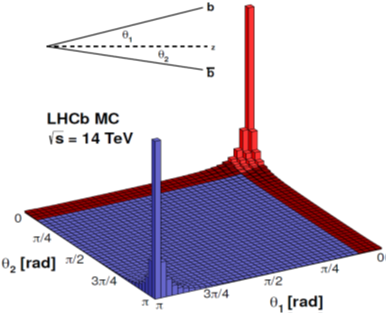 b
θ₁
z
θ₂
b̅
LHCb MC
√s = 14 TeV
0
π/4
π/2
3π/4
π
θ₂ [rad]
π
3π/4
π/2
π/4
0
θ₁ [rad]